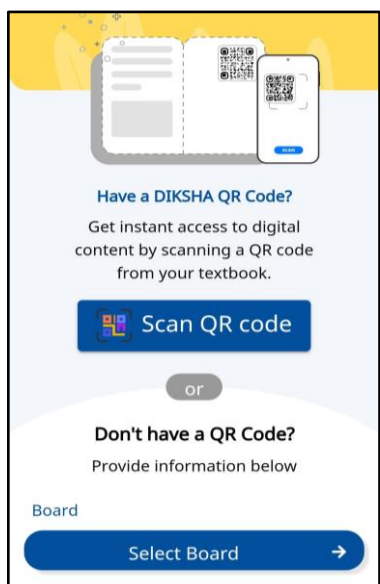 SCAN
Have a DIKSHA QR Code?
Get instant access to digital
content by scanning a QR code
from your textbook.
Scan QR code
or
Don't have a QR Code?
Provide information below
Board
Select Board